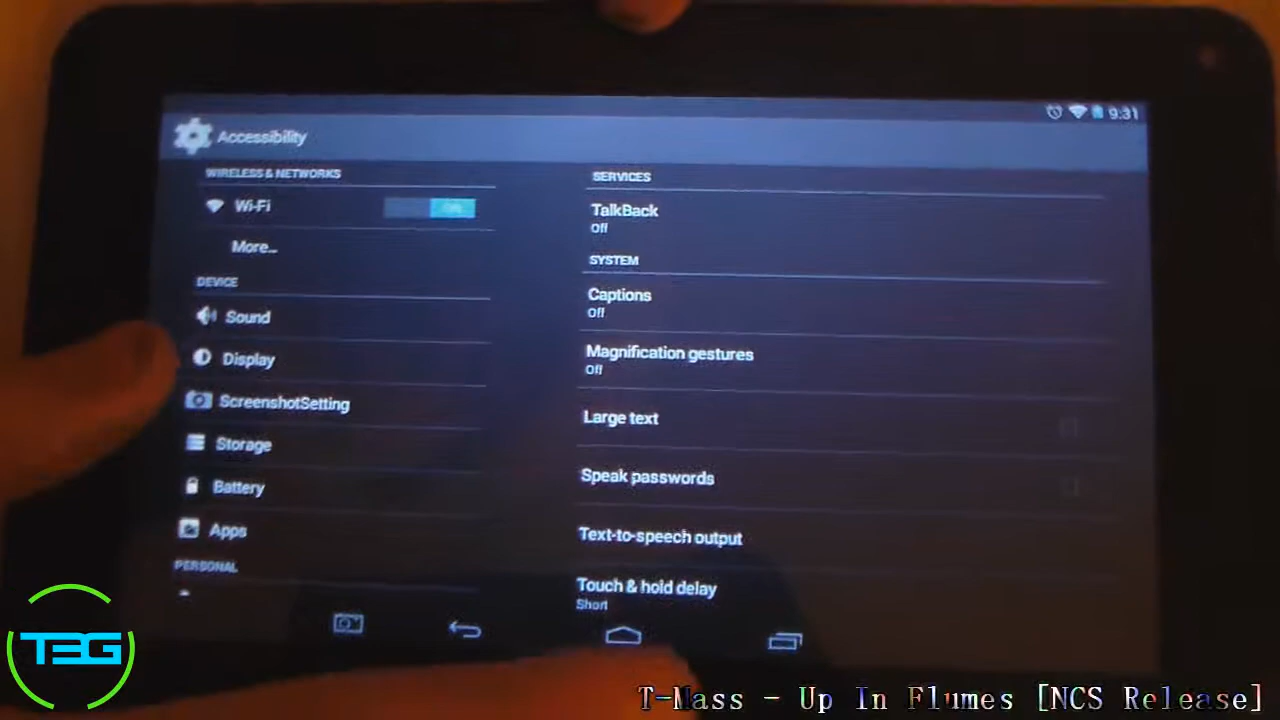 9:31
Accessibility
WIRELESS & NETWORKS
Wi-Fi
ON
More...
DEVICE
Sound
Display
ScreenshotSetting
Storage
Battery
Apps
PERSONAL
SERVICES
TalkBack
Off
SYSTEM
Captions
Off
Magnification gestures
Off
Large text
Speak passwords
Text-to-speech output
Touch & hold delay
Short
T3G
T-Mass - Up In Flumes [NCS Release]